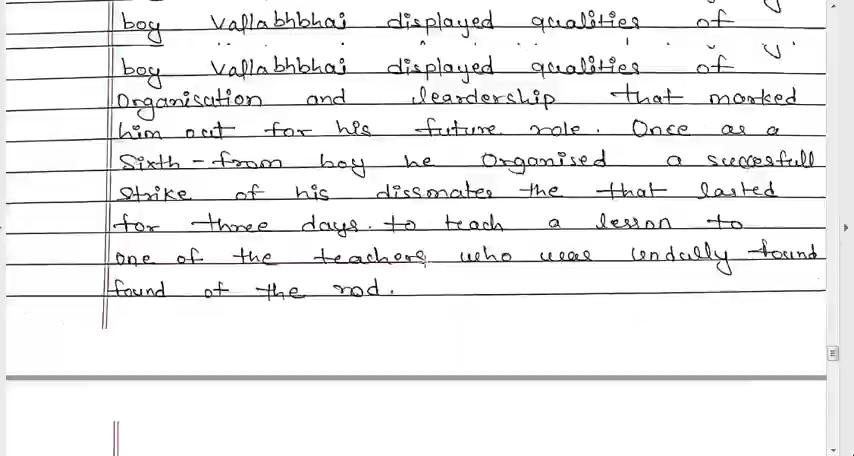 boy Vallabhbhai displayed qualities of
boy Vallabhbhai displayed qualities of
Organisation and leardership that marked
him out for his future role. Once as a
Sixth - from boy he Organised a succesfull
Strike of his dissmates the that lasted
for three days. to teach a lesson to
one of the teachers, who was undully found
found of the rod.